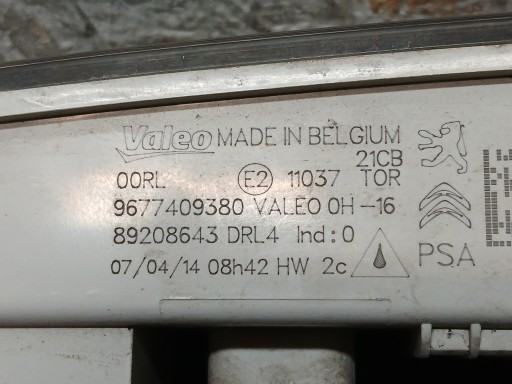 Valeo MADE IN BELGIUM
21CB
00RL E2 11037 TOR
9677409380 VALEO 0H-16
89208643 DRL4 Ind:0
07/04/14 08h42 HW 2c
PSA